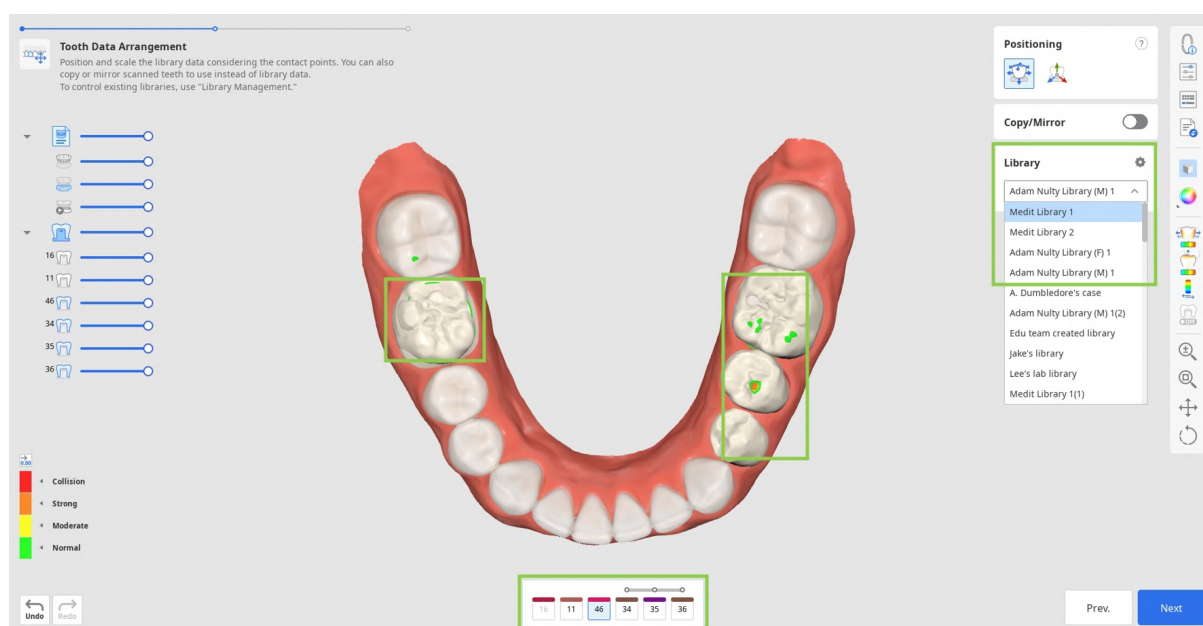 Tooth Data Arrangement
Position and scale the library data considering the contact points. You can also
copy or mirror scanned teeth to use instead of library data.
To control existing libraries, use "Library Management."
16
11
46
34
35
36
0.00
Collision
Strong
Moderate
Normal
Undo
Redo
16 11 46 34 35 36
Positioning
?
Copy/Mirror
Library
Adam Nulty Library (M) 1
Medit Library 1
Medit Library 2
Adam Nulty Library (F) 1
Adam Nulty Library (M) 1
A. Dumbledore's case
Adam Nulty Library (M) 1(2)
Edu team created library
Jake's library
Lee's lab library
Medit Library 1(1)
Prev.
Next